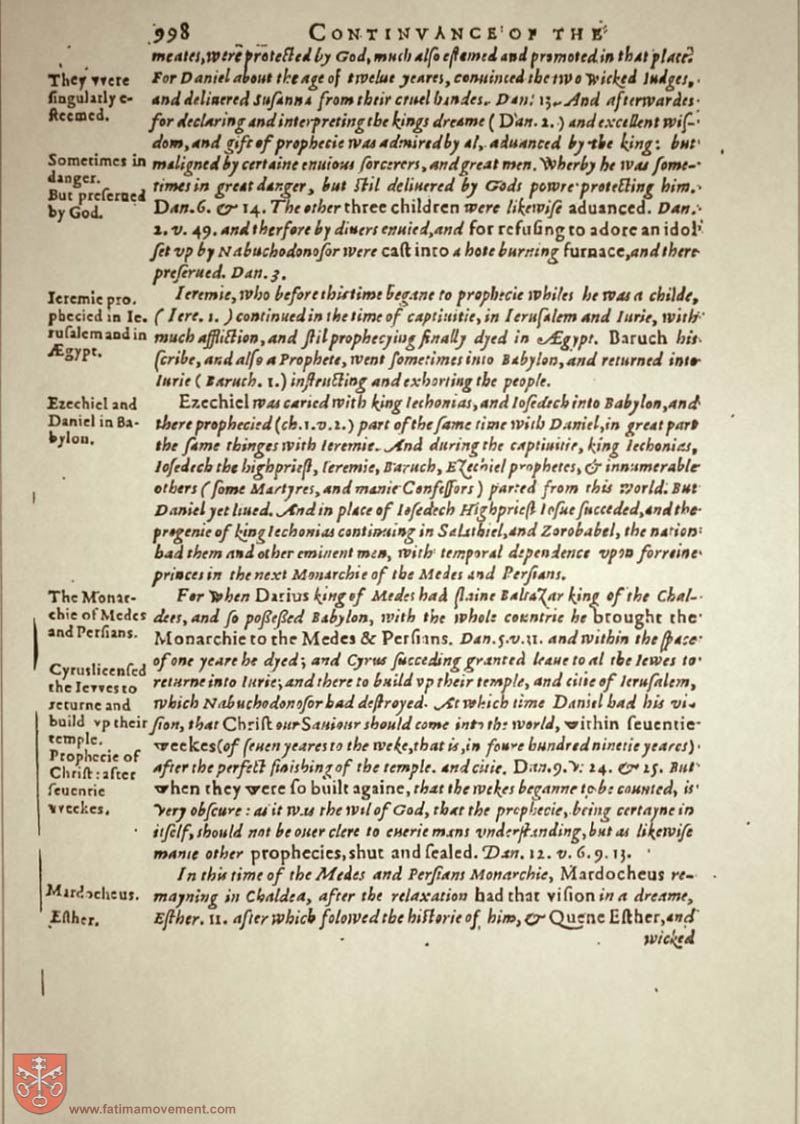 998 CONTINVANCE OF THE
meates, were protected by God, much also estemed and promoted in that place.
They were
singularly e-
steemed.
For Daniel about the age of twelue yeares, conuinced the two wicked Iudges,
and deliuered Susanna from their cruel handes. Dan. 13. And afterwardes
for declaring and interpreting the kings dreame (Dan. 2.) and excellent wis-
dom, and gift of prophecie was admired by al, aduanced by the king: but
Sometimes in
danger.
But preserued
by God.
maligned by certaine enuious sorcerers, and great men. Wherby he was some-
times in great danger, but stil deliuered by Gods powre protecting him.
Dan. 6. & 14. The other three children were likewise aduanced. Dan.
2. v. 49. and therfore by diuers enuied, and for refusing to adore an idol
set vp by Nabuchodonosor were cast into a hote burning furnace, and there
preserued. Dan. 3.
Ieremie pro-
phecied in Ie-
rusalem and in
Ægypt.
Ieremie, who before this time begane to prophecie whiles he was a childe,
(Iere. 1.) continued in the time of captiuitie, in Ierusalem and Iurie, with
much affliction, and stil prophecying finally dyed in Ægypt. Baruch his
scribe, and also a Prophete, went sometimes into Babylon, and returned into
Iurie (Baruch. 1.) instructing and exhorting the people.
Ezechiel and
Daniel in Ba-
bylon.
Ezechiel was caried with king Iechonias, and Iosedech into Babylon, and
there prophecied (ch. 1. v. 2.) part of the same time with Daniel, in great part
the same thinges with Ieremie. And during the captiuitie, king Iechonias,
Iosedech the highpriest, Ieremie, Baruch, Ezechiel prophetes, & innumerable
others (some Martyres, and manie Confessors) parted from this world. But
Daniel yet liued. And in place of Iosedech Highpriest Iosue succeded, and the
progenie of king Iechonias continuing in Salathiel, and Zorobabel, the nation
had them and other eminent men, with temporal dependence vpon forreine
princes in the next Monarchie of the Medes and Persians.
The Monar-
chie of Medes
and Persians.
For when Darius king of Medes had slaine Baltazar king of the Chal-
dees, and so possessed Babylon, with the whole countrie he brought the
Monarchie to the Medes & Persians. Dan. 5. v. 11. and within the space
Cyrus licensed
the Iewes to
returne and
build vp their
temple.
of one yeare he dyed; and Cyrus succeding granted leaue to al the Iewes to
returne into Iurie; and there to build vp their temple, and citie of Ierusalem,
which Nabuchodonosor had destroyed. At which time Daniel had his vi-
sion, that Christ our Sauiour should come into the world, within seuentie
Prophecie of
Christ: after
seuentie
weekes.
weekes (of seuen yeares to the weke, that is, in foure hundred ninetie yeares)
after the perfect finishing of the temple. and citie. Dan. 9. v. 24. & 25. But
when they were so built againe, that the wekes beganne to be counted, is
very obscure: as it was the wil of God, that the prophecie, being certayne in
itself, should not be ouer clere to euerie mans vnderstanding, but as likewise
manie other prophecies, shut and sealed. Dan. 12. v. 6. 9. 13.
Mardocheus.
In this time of the Medes and Persians Monarchie, Mardocheus re-
mayning in Chaldea, after the relaxation had that vision in a dreame,
Esther.
Esther. 11. after which folowed the historie of him, & Quene Esther, and
wicked
www.fatimamovement.com